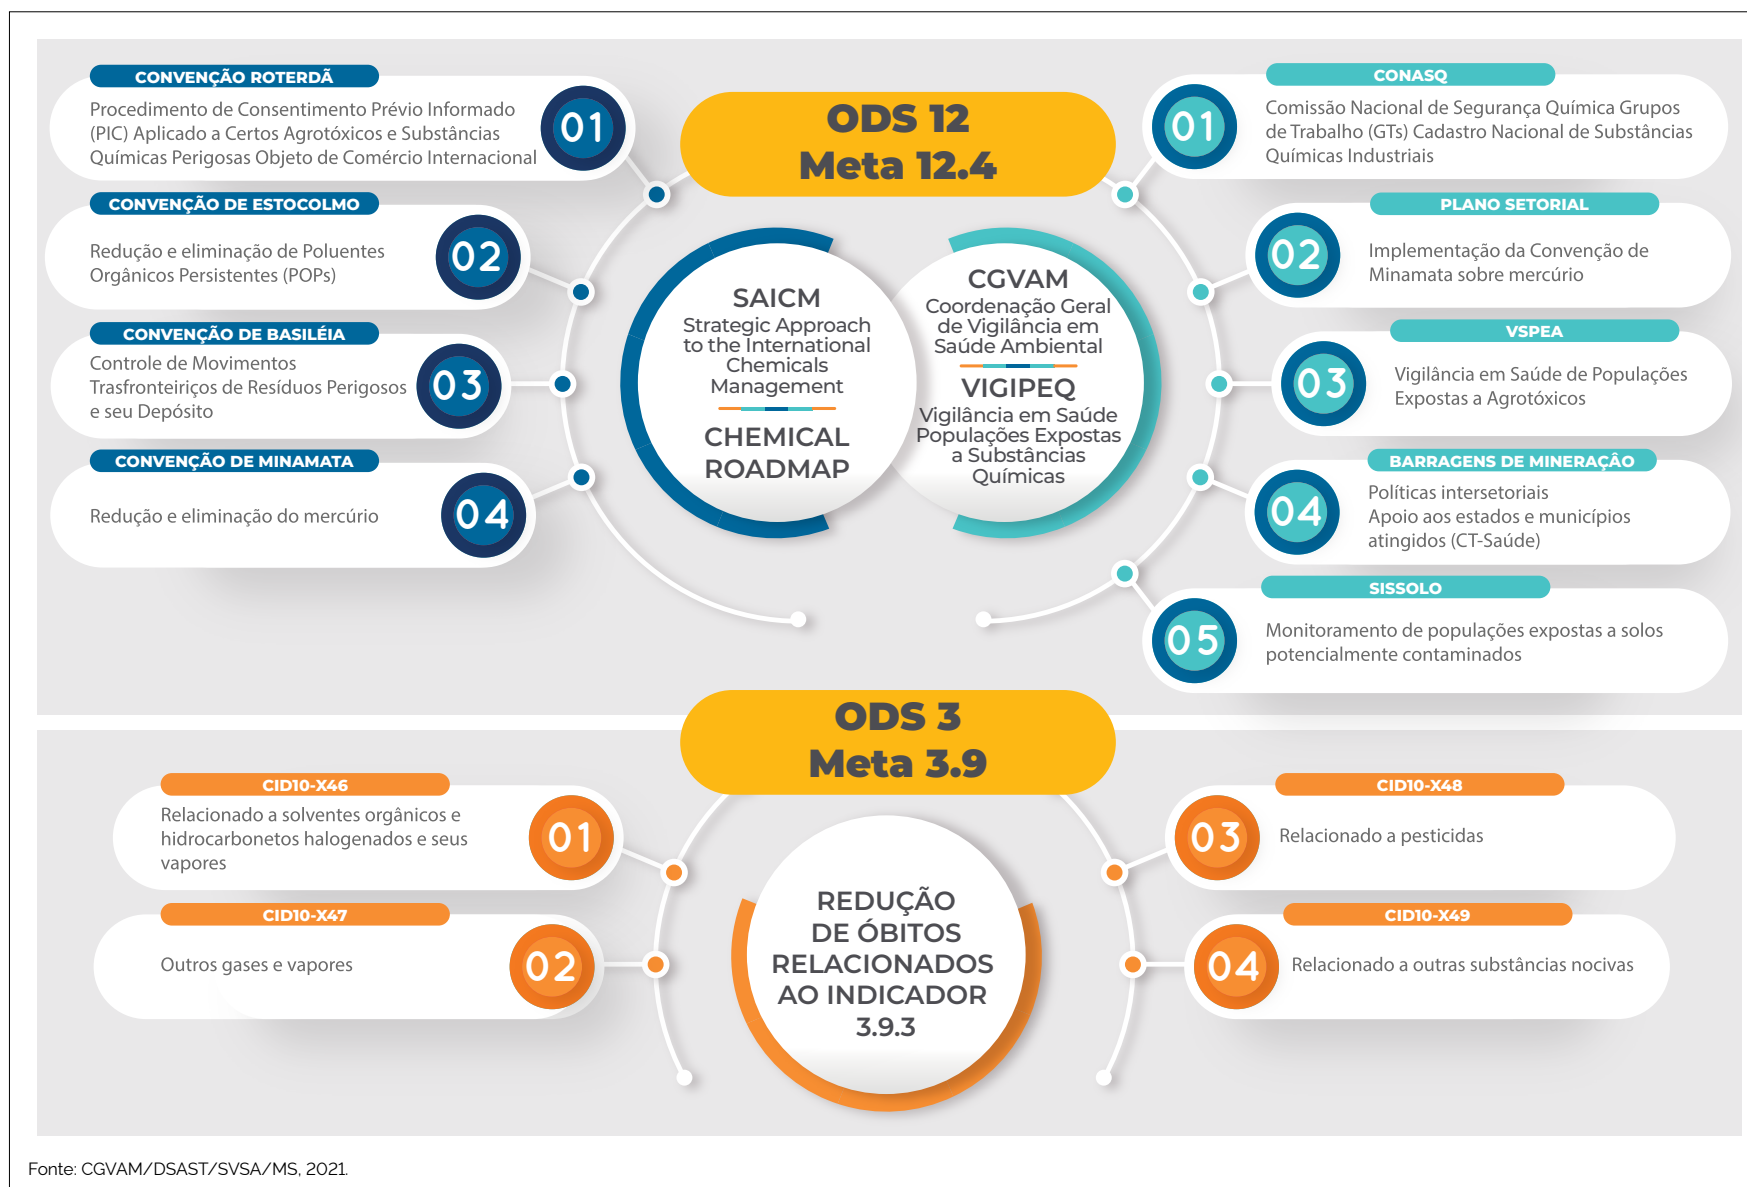 CONVENÇÃO ROTERDÃ
Procedimento de Consentimento Prévio Informado
(PIC) Aplicado a Certos Agrotóxicos e Substâncias
Químicas Perigosas Objeto de Comércio Internacional
01
CONVENÇÃO DE ESTOCOLMO
Redução e eliminação de Poluentes
Orgânicos Persistentes (POPs)
02
CONVENÇÃO DE BASILÉIA
Controle de Movimentos
Trasfronteiriços de Resíduos Perigosos
e seu Depósito
03
CONVENÇÃO DE MINAMATA
Redução e eliminação do mercúrio
04
ODS 12
Meta 12.4
SAICM
Strategic Approach
to the International
Chemicals
Management
CHEMICAL
ROADMAP
CGVAM
Coordenação Geral
de Vigilância em
Saúde Ambiental
VIGIPEQ
Vigilância em Saúde
Populações Expostas
a Substâncias
Químicas
CONASQ
01
Comissão Nacional de Segurança Química Grupos
de Trabalho (GTs) Cadastro Nacional de Substâncias
Químicas Industriais
PLANO SETORIAL
02
Implementação da Convenção de
Minamata sobre mercúrio
VSPEA
03
Vigilância em Saúde de Populações
Expostas a Agrotóxicos
BARRAGENS DE MINERAÇÂO
04
Políticas intersetoriais
Apoio aos estados e municípios
atingidos (CT-Saúde)
SISSOLO
05
Monitoramento de populações expostas a solos
potencialmente contaminados
ODS 3
Meta 3.9
CID10-X46
Relacionado a solventes orgânicos e
hidrocarbonetos halogenados e seus
vapores
01
CID10-X47
Outros gases e vapores
02
REDUÇÃO
DE ÓBITOS
RELACIONADOS
AO INDICADOR
3.9.3
CID10-X48
03
Relacionado a pesticidas
CID10-X49
04
Relacionado a outras substâncias nocivas
Fonte: CGVAM/DSAST/SVSA/MS, 2021.